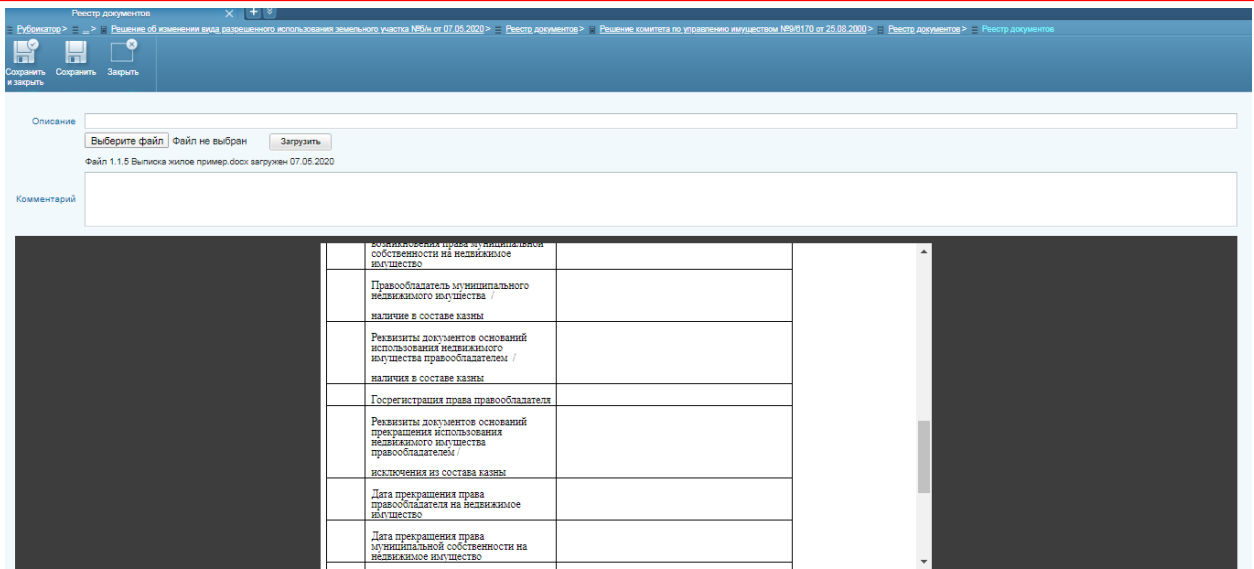 Реестр документов
Рубрикатор > ... > Решение об изменении вида разрешенного использования земельного участка №б/н от 07.05.2020 > Реестр документов > Решение комитета по управлению имуществом №9/6170 от 25.08.2000 > Реестр документов > Реестр документов
Сохранить и закрыть
Сохранить
Закрыть
Описание
Выберите файл Файл не выбран Загрузить
Файл 1.1.5 Выписка жилое пример.docx загружен 07.05.2020
Комментарий
возникновения права муниципальной
собственности на недвижимое
имущество
Правообладатель муниципального
недвижимого имущества /
наличие в составе казны
Реквизиты документов оснований
использования недвижимого
имущества правообладателем /
наличия в составе казны
Госрегистрация права правообладателя
Реквизиты документов оснований
прекращения использования
недвижимого имущества
правообладателем /
исключения из состава казны
Дата прекращения права
правообладателя на недвижимое
имущество
Дата прекращения права
муниципальной собственности на
недвижимое имущество